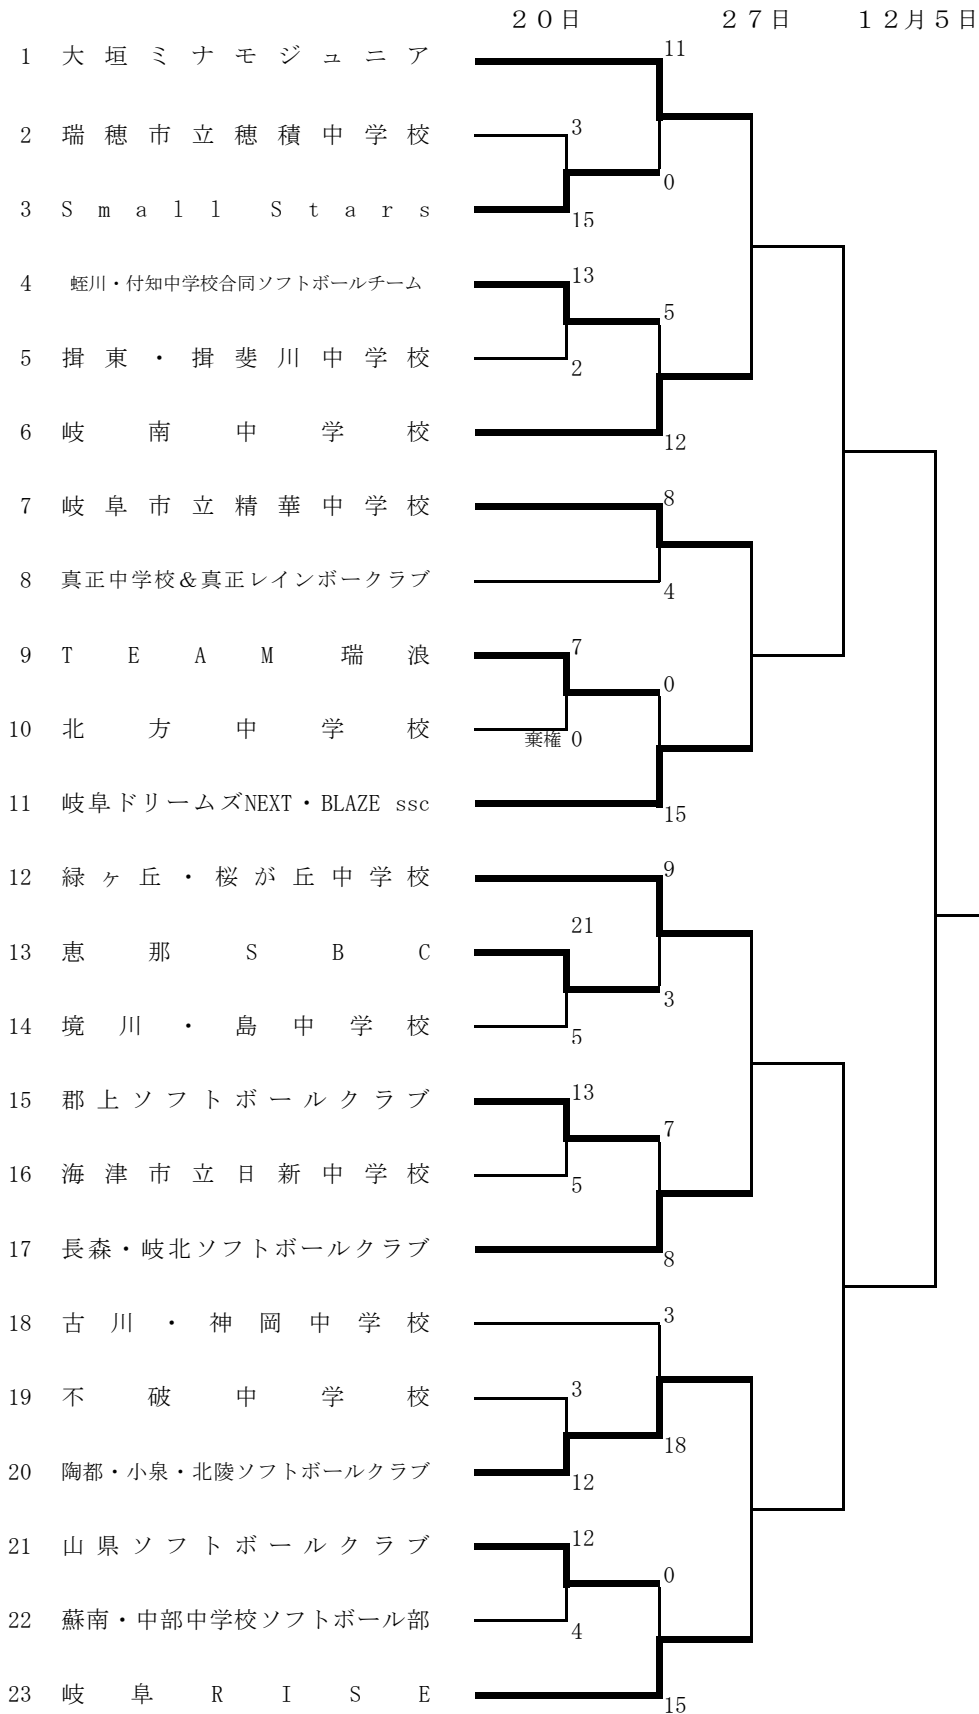 ２０日　２７日　１２月５日
1 大垣ミナモジュニア 11
2 瑞穂市立穂積中学校 3
0
3 Small Stars 15
4 蛭川・付知中学校合同ソフトボールチーム 13
5
5 揖東・揖斐川中学校 2
6 岐南中学校 12
7 岐阜市立精華中学校 8
8 真正中学校＆真正レインボークラブ 4
9 TEAM瑞浪 7
0
10 北方中学校 棄権 0
11 岐阜ドリームズNEXT・BLAZE ssc 15
12 緑ヶ丘・桜が丘中学校 9
21
13 恵那SBC
3
14 境川・島中学校 5
15 郡上ソフトボールクラブ 13
7
16 海津市立日新中学校 5
17 長森・岐北ソフトボールクラブ 8
18 古川・神岡中学校 3
19 不破中学校 3
18
20 陶都・小泉・北陵ソフトボールクラブ 12
21 山県ソフトボールクラブ 12
0
22 蘇南・中部中学校ソフトボール部 4
23 岐阜RISE 15